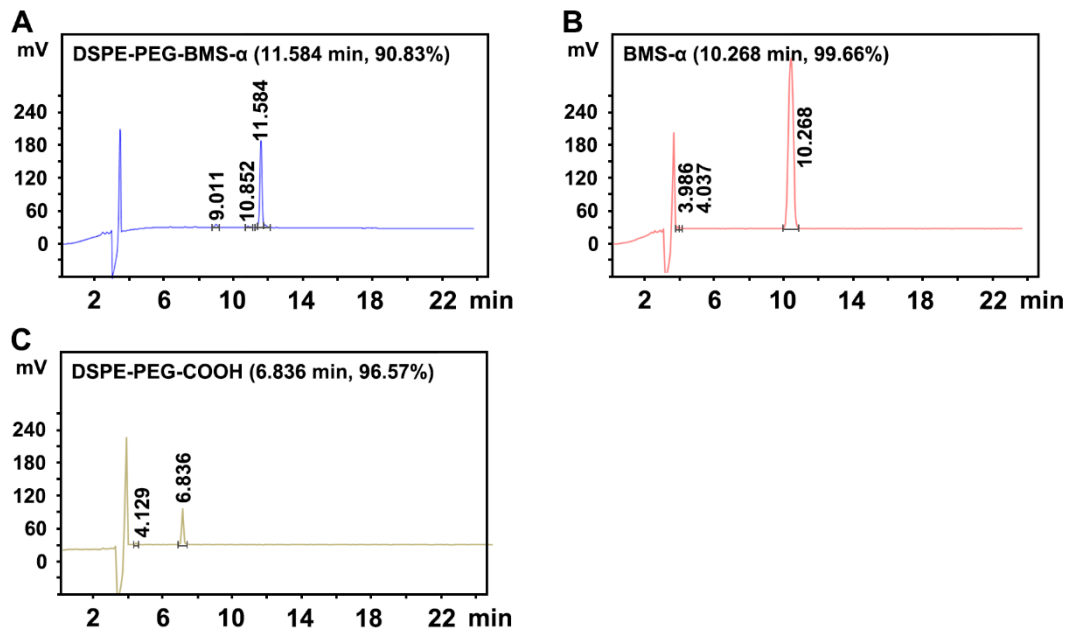 A
mV
DSPE-PEG-BMS-α (11.584 min, 90.83%)
240
180
120
60
0
9.011
10.852
11.584
2 6 10 14 18 22 min
B
mV
BMS-α (10.268 min, 99.66%)
240
180
120
60
0
3.986
4.037
10.268
2 6 10 14 18 22 min
C
mV
DSPE-PEG-COOH (6.836 min, 96.57%)
240
180
120
60
0
4.129
6.836
2 6 10 14 18 22 min